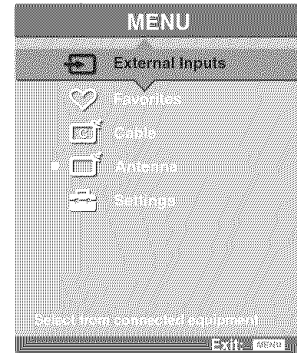 MENU
External Inputs
Favorites
Cable
Antenna
Settings
Select from connected equipment
Exit: MENU